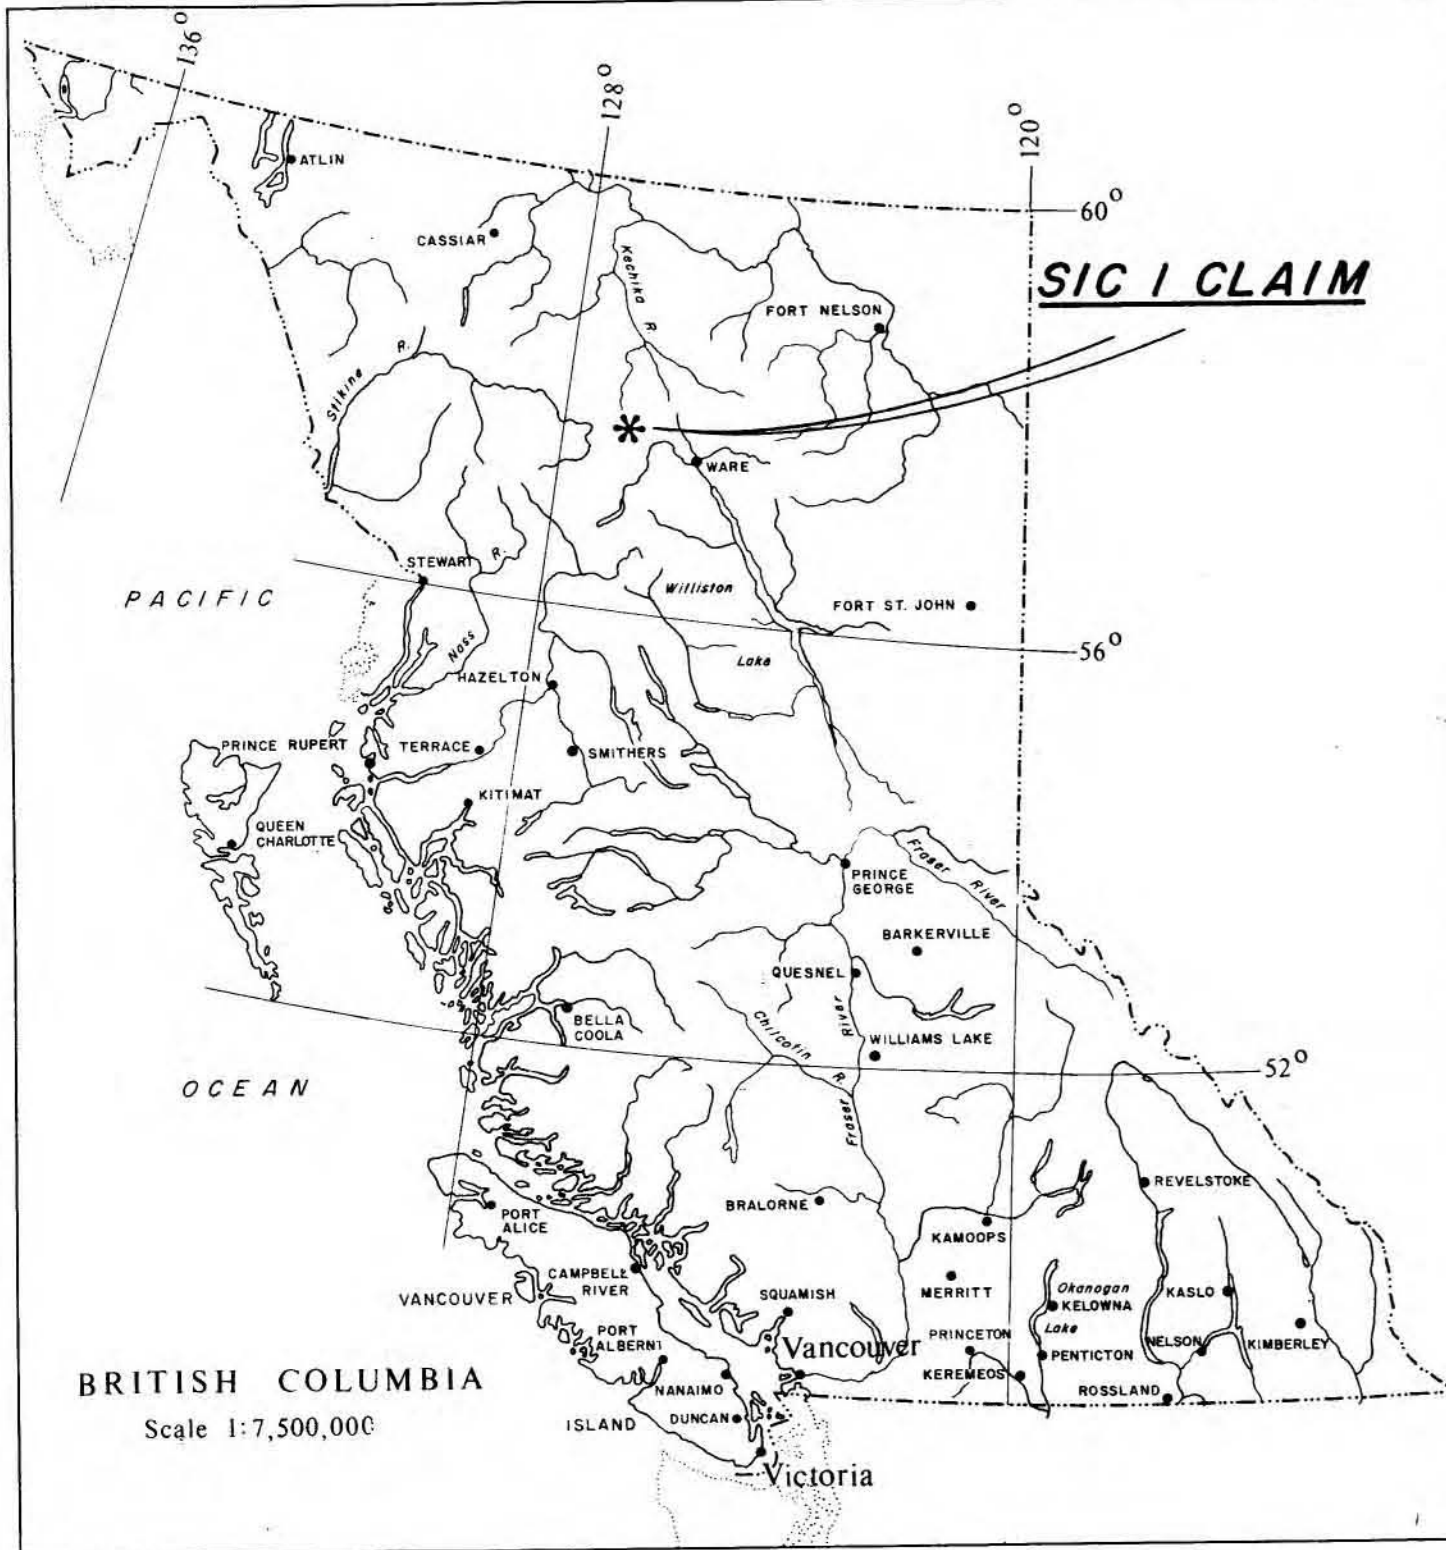 136°
128°
120°
ATLIN
60°
CASSIAR
Kechika R.
SIC 1 CLAIM
FORT NELSON
Stikine R.
WARE
STEWART
R.
PACIFIC
Williston
FORT ST. JOHN
Nass
56°
Lake
HAZELTON
PRINCE RUPERT
TERRACE
SMITHERS
KITIMAT
QUEEN
CHARLOTTE
Fraser River
PRINCE
GEORGE
BARKERVILLE
QUESNEL
BELLA
COOLA
Chilcotin R.
Fraser River
WILLIAMS LAKE
52°
OCEAN
REVELSTOKE
BRALORNE
PORT
ALICE
KAMOOPS
CAMPBELL
RIVER
VANCOUVER
SQUAMISH
MERRITT
Okanogan
KELOWNA
Lake
KASLO
PORT
ALBERNI
Vancouver
PRINCETON
PENTICTON
NELSON
KIMBERLEY
BRITISH COLUMBIA
NANAIMO
KEREMEOS
ROSSLAND
Scale 1:7,500,000
ISLAND
DUNCAN
Victoria